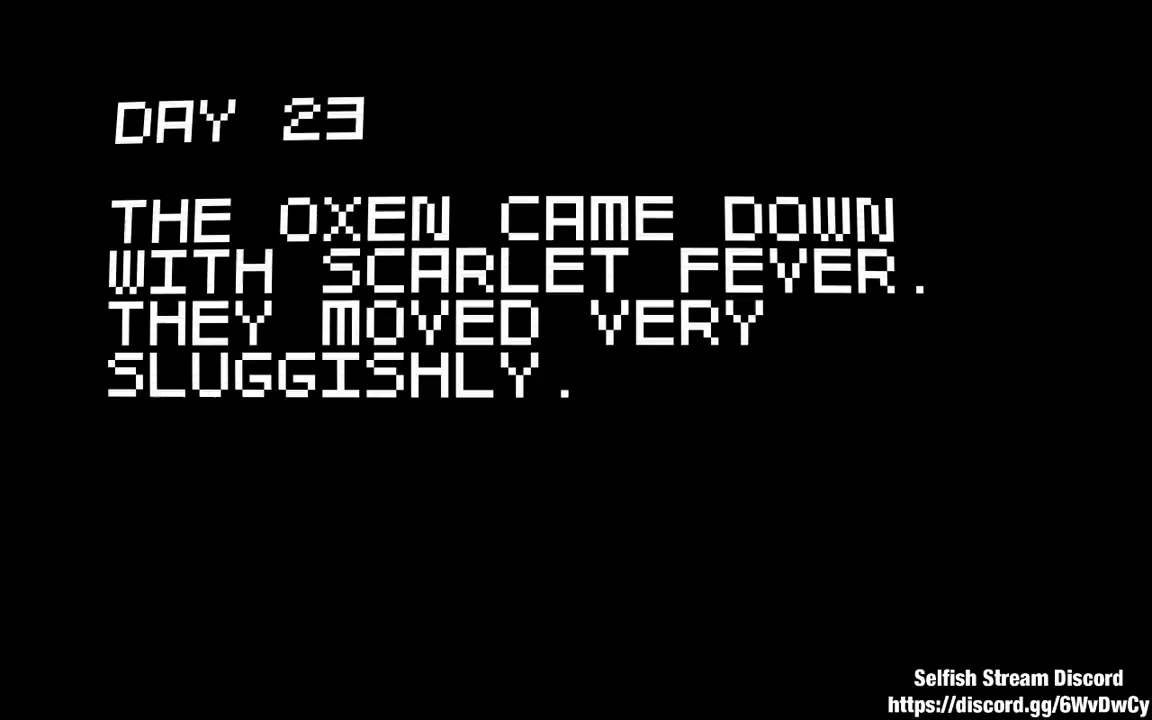 DAY 23
THE OXEN CAME DOWN
WITH SCARLET FEVER.
THEY MOVED VERY
SLUGGISHLY.
Selfish Stream Discord
https://discord.gg/6WvDwCy